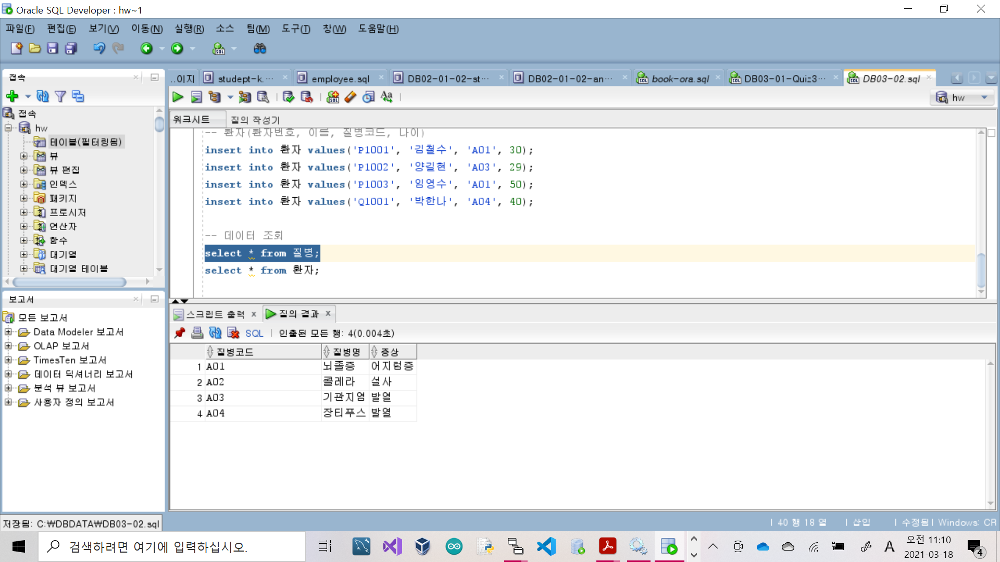 Oracle SQL Developer : hw~1
파일(F) 편집(E) 보기(V) 이동(N) 실행(R) 소스 팀(M) 도구(T) 창(W) 도움말(H)
접속
..이지 studept-k.… employee.sql DB02-01-02-st… DB02-01-02-an… book-ora.sql DB03-01-Quiz3… DB03-02.sql
hw
워크시트 질의 작성기
접속
hw
테이블(필터링됨)
뷰
뷰 편집
인덱스
패키지
프로시저
연산자
함수
대기열
대기열 테이블
-- 환자(환자번호, 이름, 질병코드, 나이)
insert into 환자 values('P1001', '김철수', 'A01', 30);
insert into 환자 values('P1002', '양길현', 'A03', 29);
insert into 환자 values('P1003', '임영수', 'A01', 50);
insert into 환자 values('Q1001', '박한나', 'A04', 40);
-- 데이터 조회
select * from 질병;
select * from 환자;
보고서
모든 보고서
Data Modeler 보고서
OLAP 보고서
TimesTen 보고서
데이터 딕셔너리 보고서
분석 뷰 보고서
사용자 정의 보고서
스크립트 출력 x 질의 결과 x
SQL | 인출된 모든 행: 4(0.004초)
질병코드 질병명 증상
1 A01 뇌졸증 어지럼증
2 A02 콜레라 설사
3 A03 기관지염 발열
4 A04 장티푸스 발열
저장됨: C:₩DBDATA₩DB03-02.sql
| 40 행 18 열 | 산입 | 수정됨| Windows: CR
검색하려면 여기에 입력하십시오.
A
오전 11:10
2021-03-18
4